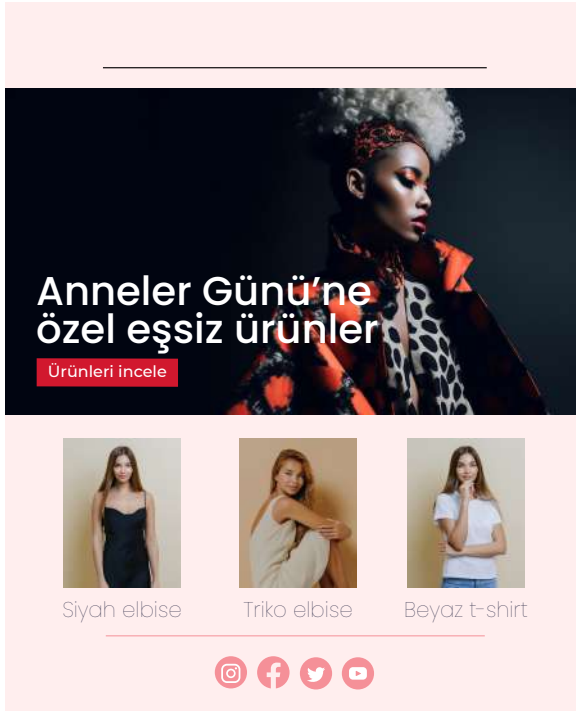 Anneler Günü’ne
özel eşsiz ürünler
Ürünleri incele
Siyah elbise
Triko elbise
Beyaz t-shirt